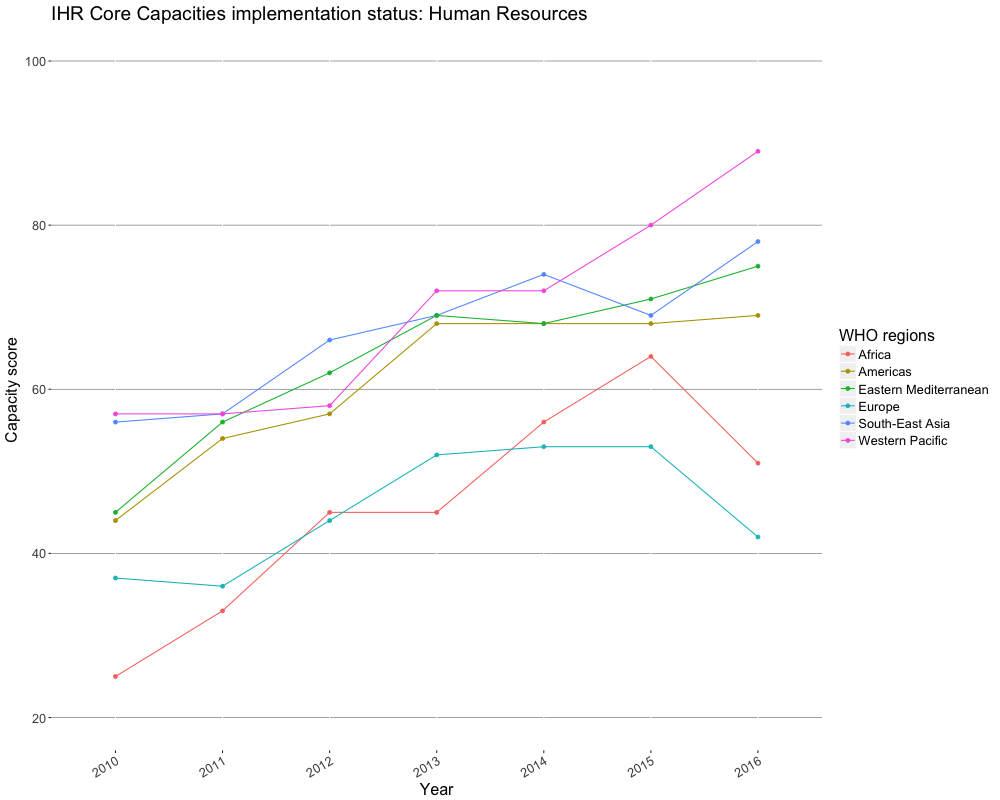 IHR Core Capacities implementation status: Human Resources
100
80
60
40
20
Capacity score
2010
2011
2012
2013
2014
2015
2016
Year
WHO regions
Africa
Americas
Eastern Mediterranean
Europe
South-East Asia
Western Pacific